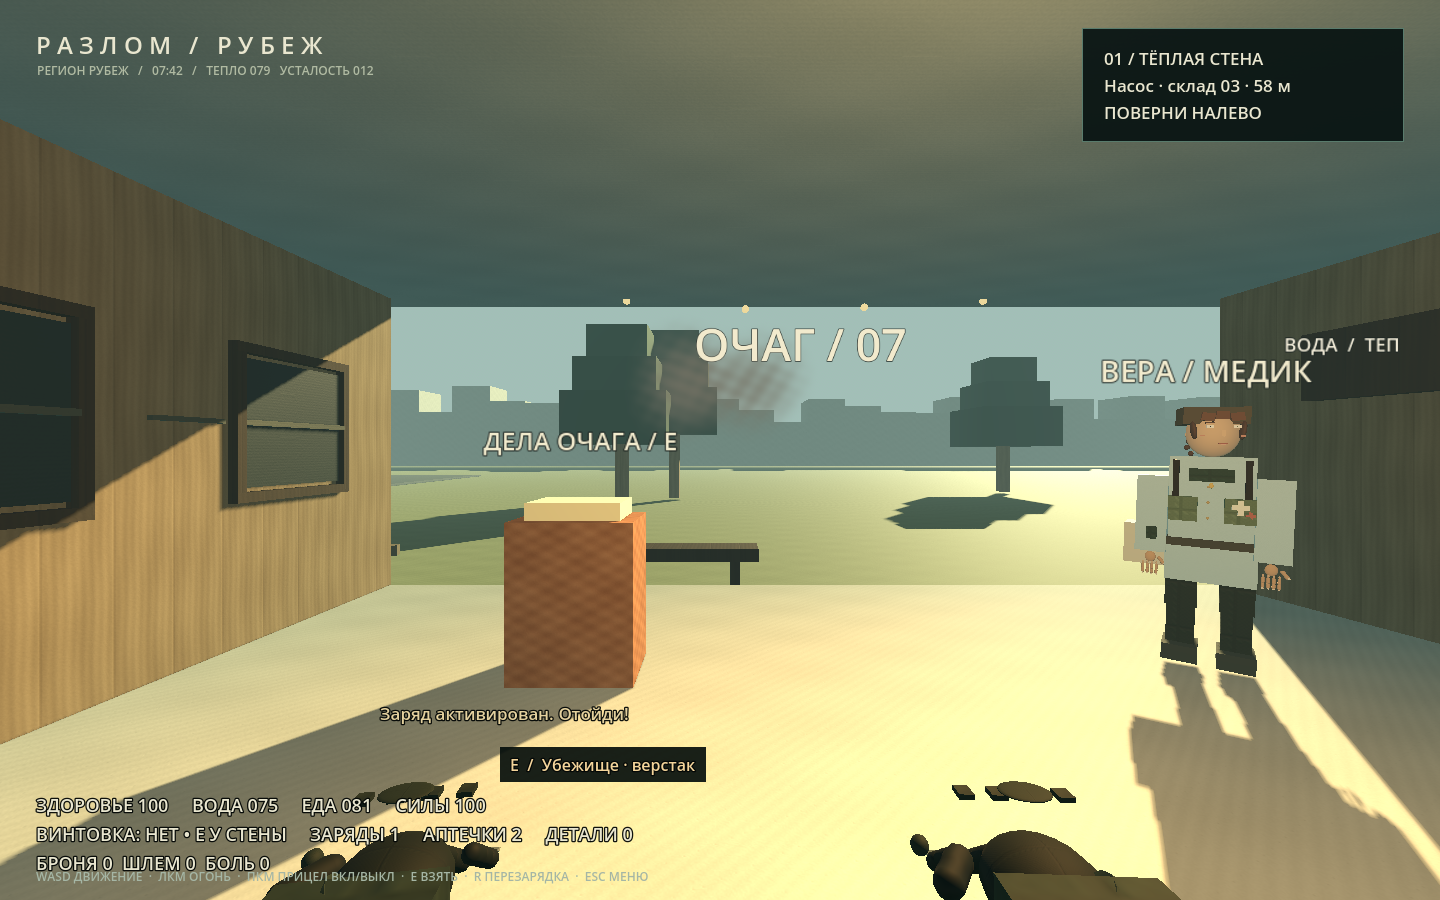 РАЗЛОМ / РУБЕЖ
РЕГИОН РУБЕЖ / 07:42 / ТЕПЛО 079 УСТАЛОСТЬ 012
01 / ТЁПЛАЯ СТЕНА
Насос · склад 03 · 58 м
ПОВЕРНИ НАЛЕВО
ОЧАГ / 07
ВОДА / ТЕП
ВЕРА / МЕДИК
ДЕЛА ОЧАГА / Е
Заряд активирован. Отойди!
E / Убежище · верстак
ЗДОРОВЬЕ 100 ВОДА 075 ЕДА 081 СИЛЫ 100
ВИНТОВКА: НЕТ • Е У СТЕНЫ ЗАРЯДЫ 1 АПТЕЧКИ 2 ДЕТАЛИ 0
БРОНЯ 0 ШЛЕМ 0 БОЛЬ 0
WASD ДВИЖЕНИЕ · ЛКМ ОГОНЬ · ПКМ ПРИЦЕЛ ВКЛ/ВЫКЛ · E ВЗЯТЬ · R ПЕРЕЗАРЯДКА · ESC МЕНЮ